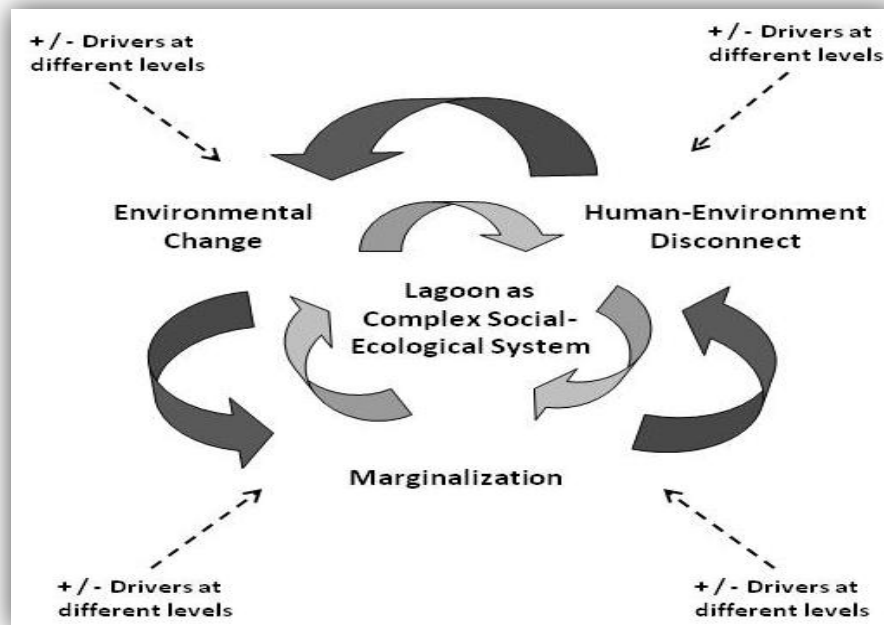 + / - Drivers at
different levels
+ / - Drivers at
different levels
Environmental
Change
Human-Environment
Disconnect
Lagoon as
Complex Social-
Ecological System
Marginalization
+ / - Drivers at
different levels
+ / - Drivers at
different levels